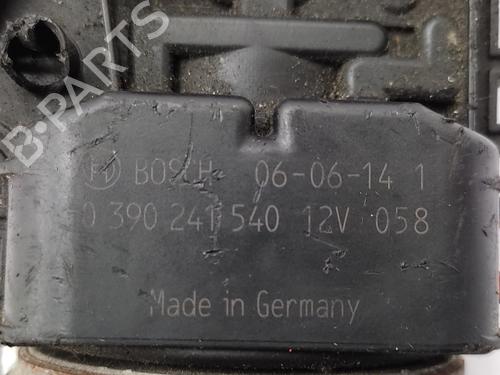 BOSCH 06-06-14 1
0 390 241 540 12V 058
Made in Germany
B-PARTS